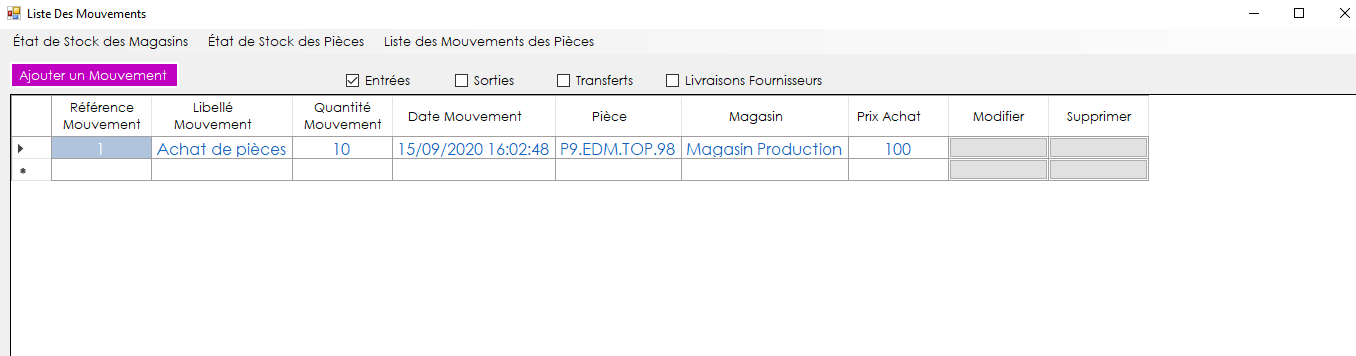 Liste Des Mouvements
État de Stock des Magasins État de Stock des Pièces Liste des Mouvements des Pièces
Ajouter un Mouvement Entrées Sorties Transferts Livraisons Fournisseurs
Référence Mouvement Libellé Mouvement Quantité Mouvement Date Mouvement Pièce Magasin Prix Achat Modifier Supprimer
1 Achat de pièces 10 15/09/2020 16:02:48 P9.EDM.TOP.98 Magasin Production 100